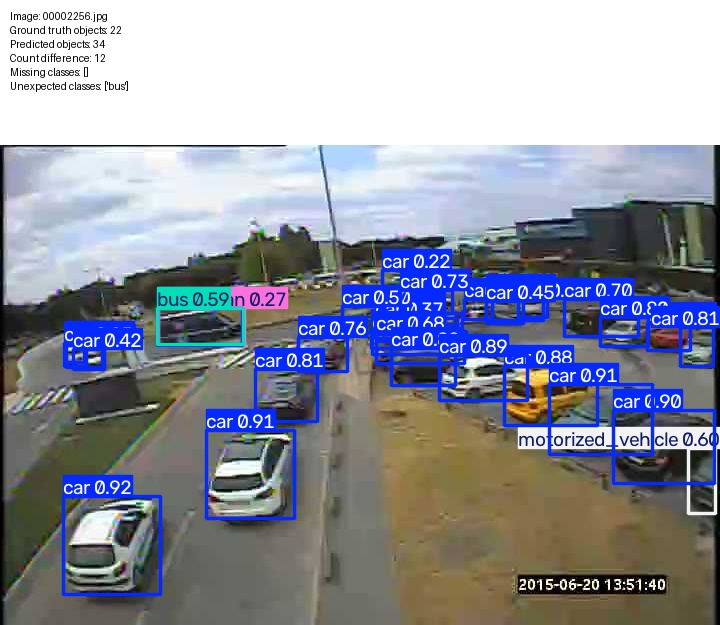 Image: 00002256.jpg
Ground truth objects: 22
Predicted objects: 34
Count difference: 12
Missing classes: []
Unexpected classes: ['bus']
car 0.22
car 0.73
bus 0.59
n 0.27
car 0.45
car 0.70
car 0.81
car 0.76
car 0.68
car 0.42
car 0.81
car 0.89
0.88
car 0.91
car 0.90
car 0.91
motorized_vehicle 0.60
car 0.92
2015-06-20 13:51:40